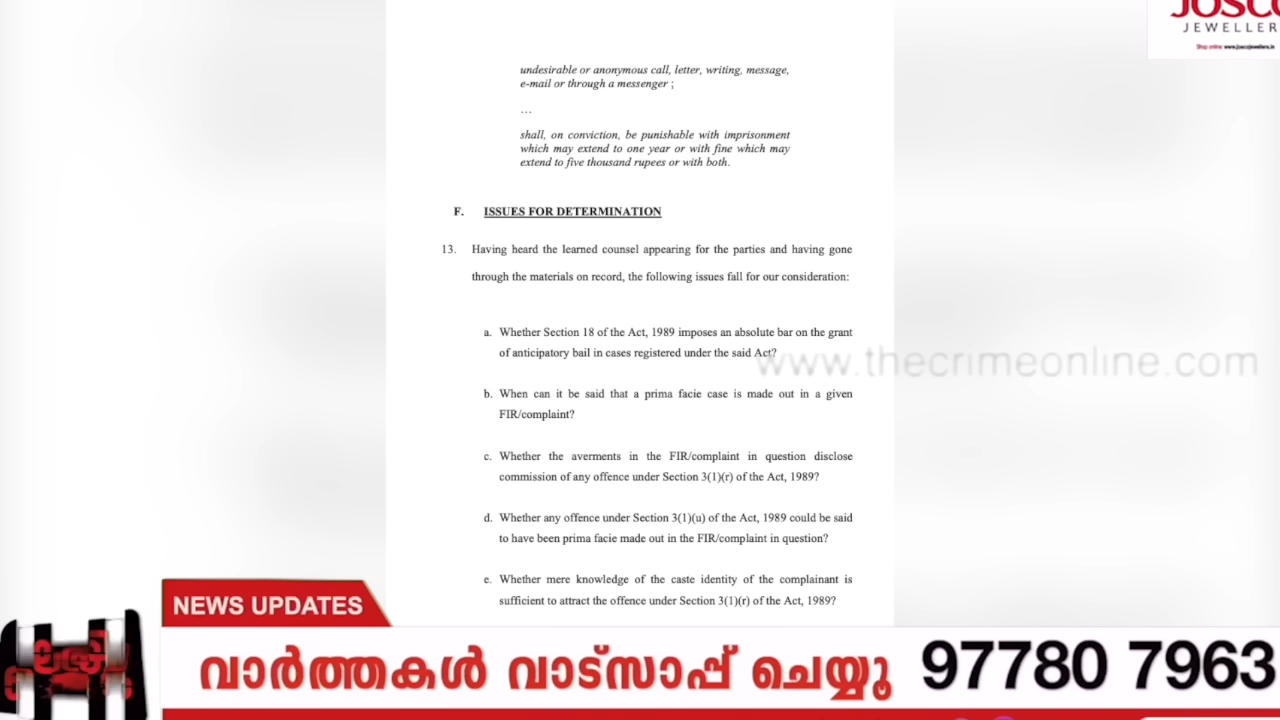 JOSCO
JEWELLER
Shop online www.joscojewellers.in
undesirable or anonymous call, letter, writing, message,
e-mail or through a messenger ;
...
shall, on conviction, be punishable with imprisonment
which may extend to one year or with fine which may
extend to five thousand rupees or with both.
F. ISSUES FOR DETERMINATION
13. Having heard the learned counsel appearing for the parties and having gone
through the materials on record, the following issues fall for our consideration:
a. Whether Section 18 of the Act, 1989 imposes an absolute bar on the grant
of anticipatory bail in cases registered under the said Act?
www.thecrimeonline.com
b. When can it be said that a prima facie case is made out in a given
FIR/complaint?
c. Whether the averments in the FIR/complaint in question disclose
commission of any offence under Section 3(1)(r) of the Act, 1989?
d. Whether any offence under Section 3(1)(u) of the Act, 1989 could be said
to have been prima facie made out in the FIR/complaint in question?
e. Whether mere knowledge of the caste identity of the complainant is
sufficient to attract the offence under Section 3(1)(r) of the Act, 1989?
NEWS UPDATES
വാർത്തകൾ വാട്സാപ്പ് ചെയ്യൂ 97780 7963